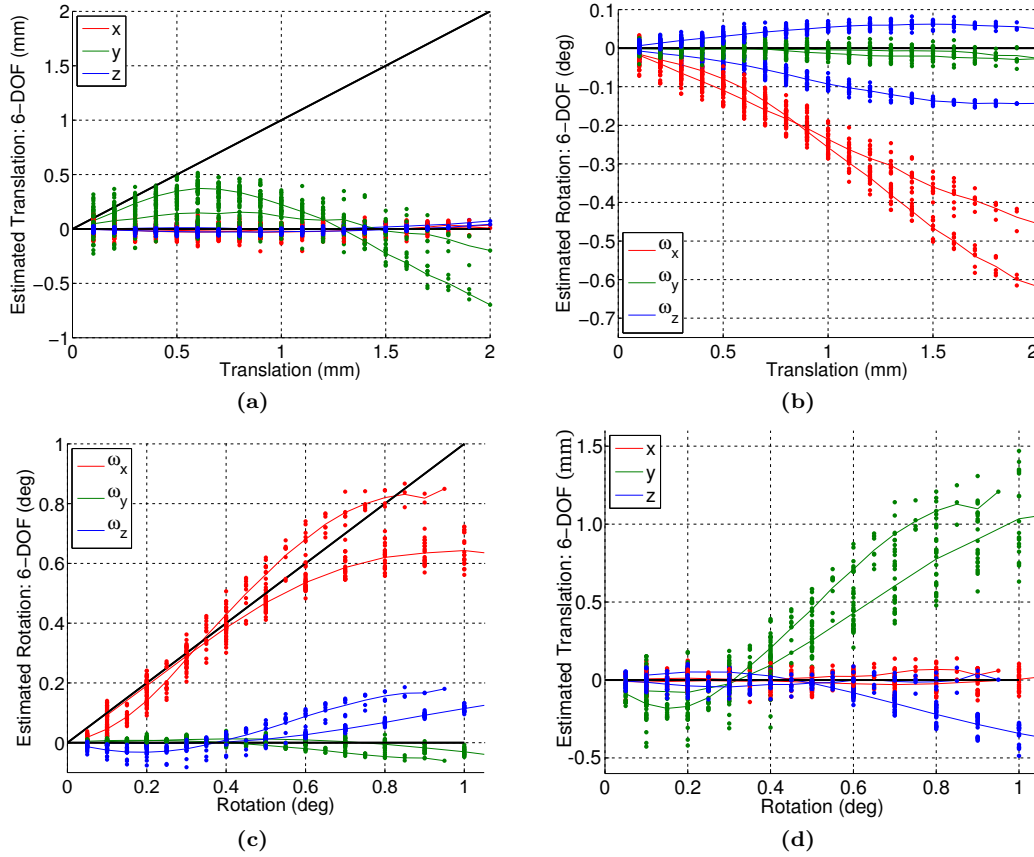 Estimated Translation: 6−DOF (mm)
2
1.5
1
0.5
0
−0.5
−1
x
y
z
0 0.5 1 1.5 2
Translation (mm)
(a)
Estimated Rotation: 6−DOF (deg)
0.1
0
−0.1
−0.2
−0.3
−0.4
−0.5
−0.6
−0.7
ωx
ωy
ωz
0 0.5 1 1.5 2
Translation (mm)
(b)
Estimated Rotation: 6−DOF (deg)
1
0.8
0.6
0.4
0.2
0
ωx
ωy
ωz
0 0.2 0.4 0.6 0.8 1
Rotation (deg)
(c)
Estimated Translation: 6−DOF (mm)
1.5
1.0
0.5
0
-0.5
x
y
z
0 0.2 0.4 0.6 0.8 1
Rotation (deg)
(d)